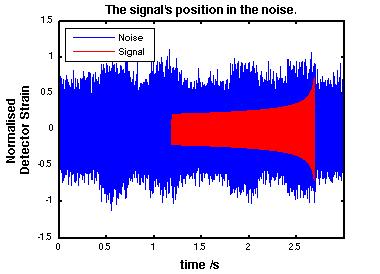 The signal's position in the noise.
Noise
Signal
Normalised
Detector Strain
1.5
1
0.5
0
-0.5
-1
-1.5
0
0.5
1
1.5
2
2.5
time /s